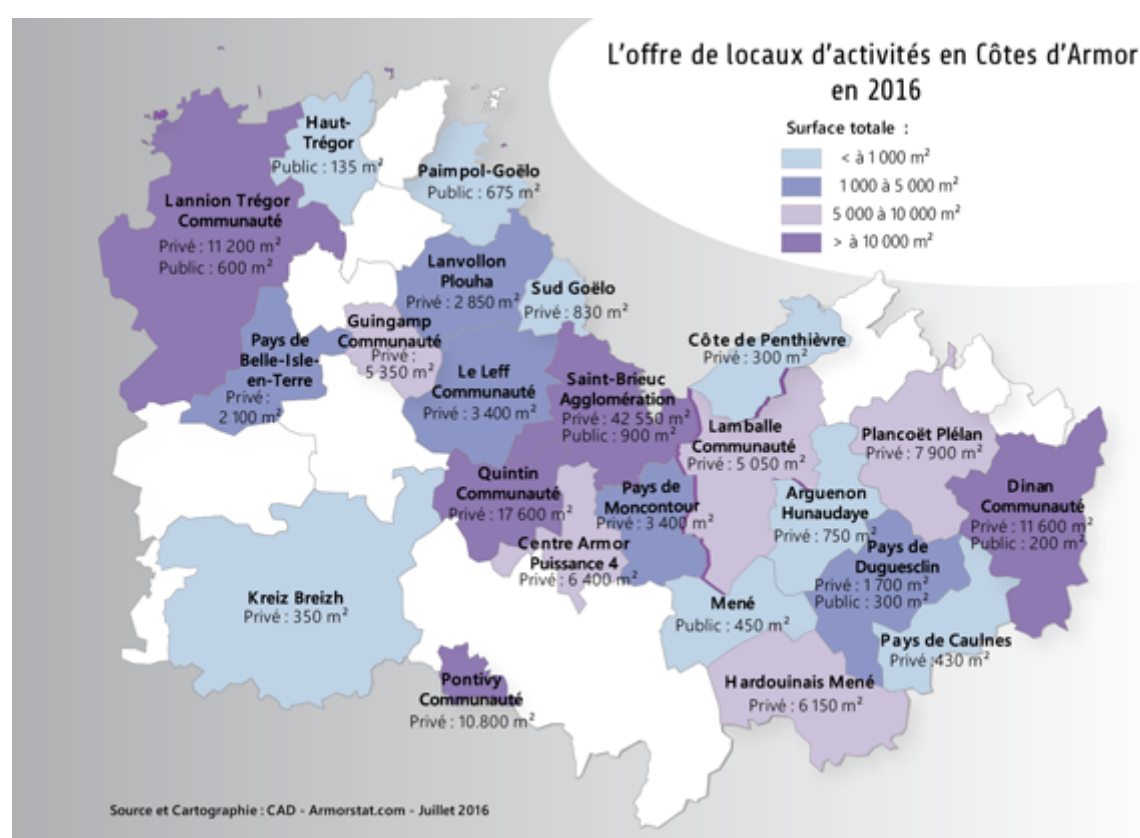 L'offre de locaux d'activités en Côtes d'Armor
en 2016
Surface totale :
< à 1 000 m²
1 000 à 5 000 m²
5 000 à 10 000 m²
> à 10 000 m²
Haut-
Trégor
Public : 135 m²
Paimpol-Goëlo
Public : 675 m²
Lannion Trégor
Communauté
Privé : 11 200 m²
Public : 600 m²
Lanvollon
Plouha
Privé : 2 850 m²
Sud Goëlo
Privé : 830 m²
Guingamp
Communauté
Privé :
5 350 m²
Pays de
Belle-Isle-
en-Terre
Privé :
2 100 m²
Le Leff
Communauté
Privé : 3 400 m²
Saint-Brieuc
Agglomération
Privé : 42 550 m²
Public : 900 m²
Côte de Penthièvre
Privé : 300 m²
Lamballe
Communauté
Privé : 5 050 m²
Plancoët Plélan
Privé : 7 900 m²
Quintin
Communauté
Privé : 17 600 m²
Pays de
Moncontour
Privé : 3 400 m²
Arguenon
Hunaudaye
Privé : 750 m²
Dinan
Communauté
Privé : 11 600 m²
Public : 200 m²
Centre Armor
Puissance 4
Privé : 6 400 m²
Pays de
Duguesclin
Privé : 1 700 m²
Public : 300 m²
Kreiz Breizh
Privé : 350 m²
Mené
Public : 450 m²
Pays de Caulnes
Privé :430 m²
Pontivy
Communauté
Privé : 10.800 m²
Hardouinais Mené
Privé : 6 150 m²
Source et Cartographie : CAD - Armorstat.com - Juillet 2016